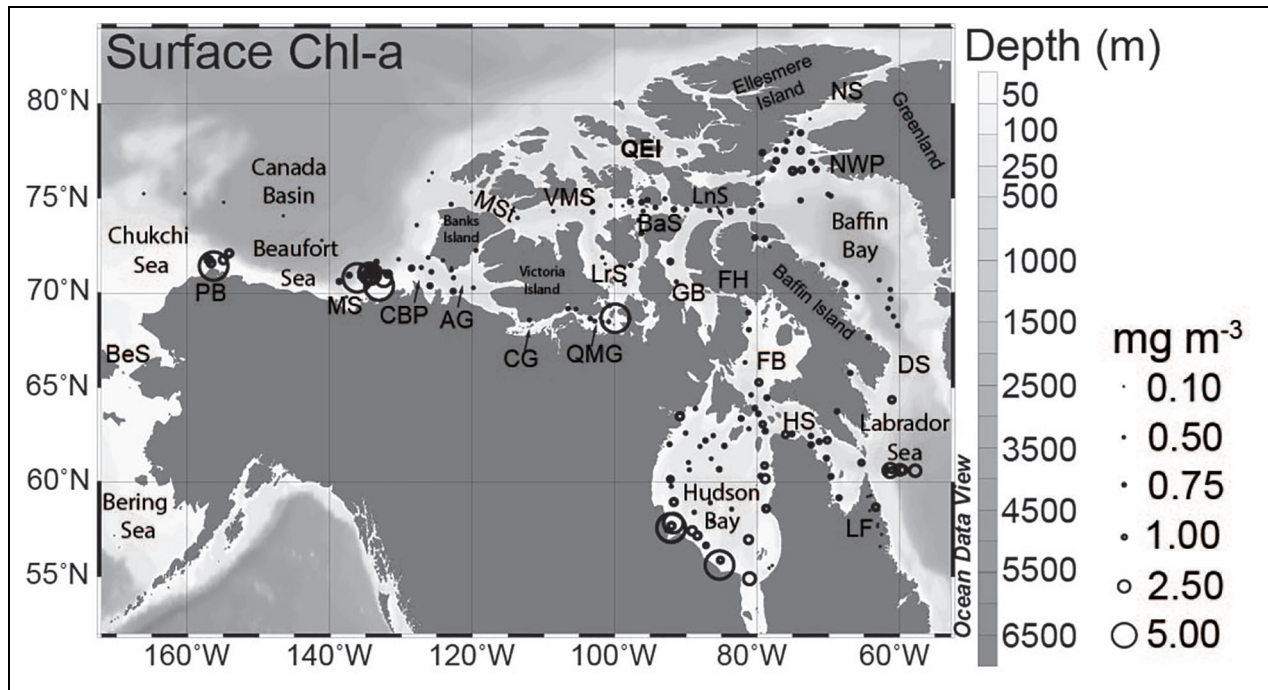 Surface Chl-a
Depth (m)
80°N
75°N
70°N
65°N
60°N
55°N
160°W
140°W
120°W
100°W
80°W
60°W
Ellesmere
Island
NS
Greenland
QEI
NWP
Canada
Basin
MSt
VMS
LnS
BaS
Banks
Island
Baffin
Bay
Chukchi
Sea
Beaufort
Sea
Victoria
Island
LrS
GB
FH
Baffin Island
PB
MS
CBP
AG
CG
QMG
BeS
FB
DS
HS
Labrador
Sea
Bering
Sea
Hudson
Bay
LF
Ocean Data View
50
100
250
500
1000
1500
2500
3500
4500
5500
6500
mg m-3
0.10
0.50
0.75
1.00
2.50
5.00